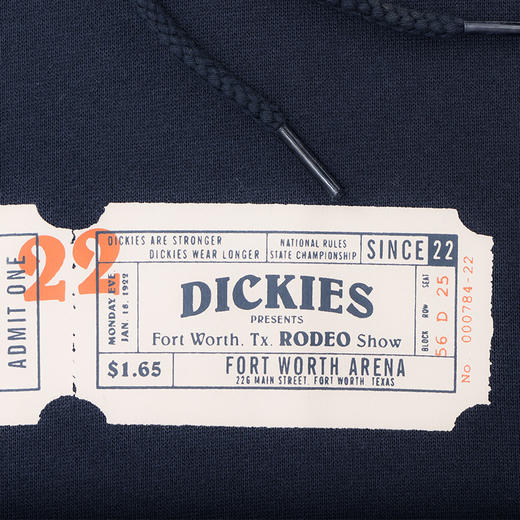 ADMIT ONE
22
DICKIES ARE STRONGER
DICKIES WEAR LONGER
NATIONAL RULES
STATE CHAMPIONSHIP
SINCE 22
MONDAY EVE
JAN. 16, 1922
DICKIES
PRESENTS
Fort Worth, Tx. RODEO Show
$1.65
FORT WORTH ARENA
226 MAIN STREET, FORT WORTH TEXAS
BLOCK ROW SEAT
56 D 25
No 000784-22